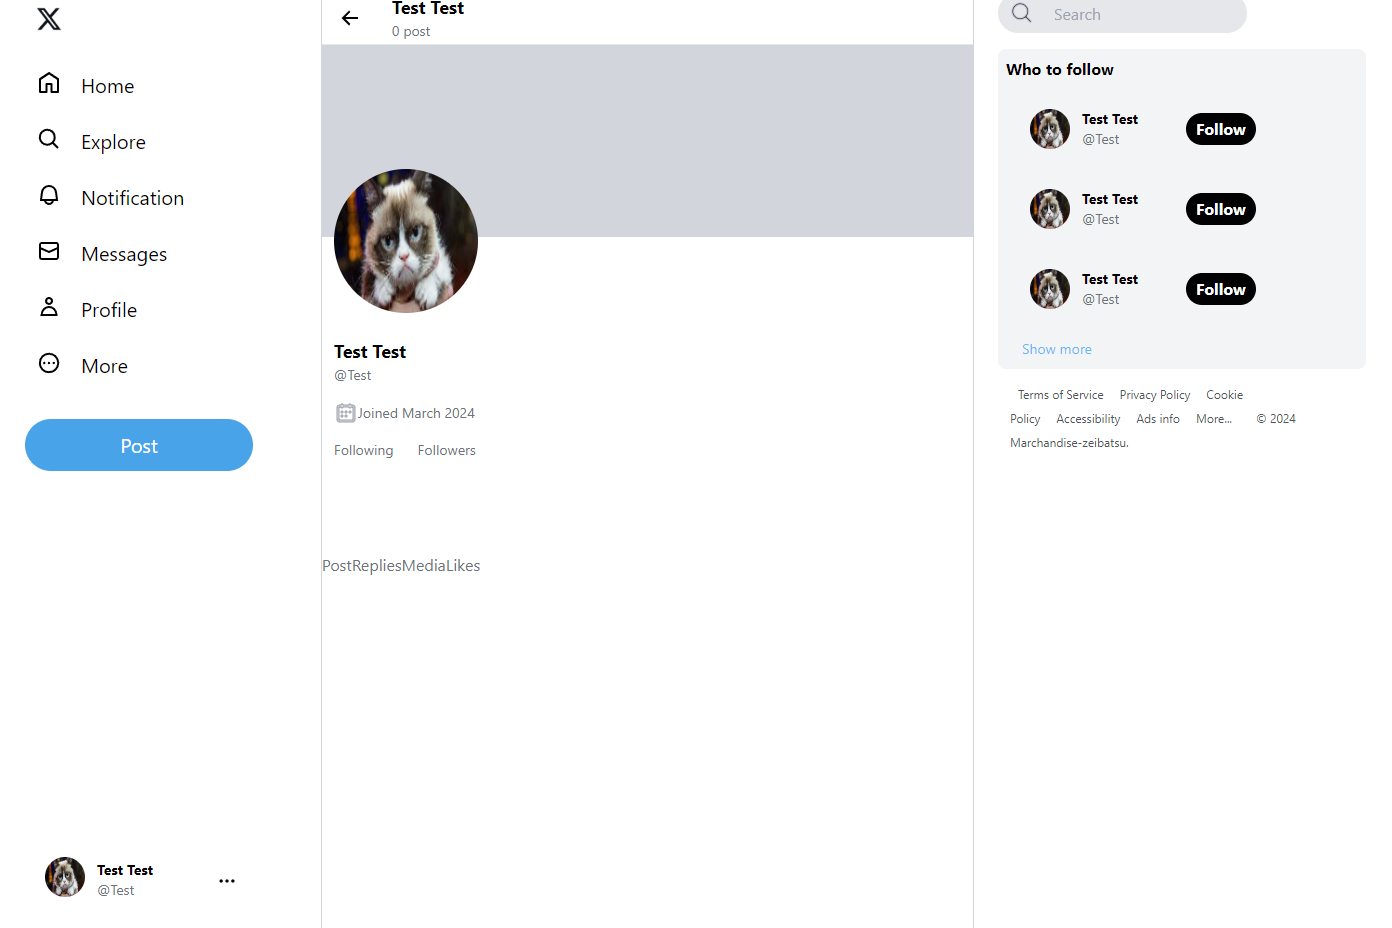 Home
Explore
Notification
Messages
Profile
More
Post
Test Test
@Test
Test Test
0 post
Test Test
@Test
Joined March 2024
Following Followers
PostRepliesMediaLikes
Search
Who to follow
Test Test
@Test
Follow
Test Test
@Test
Follow
Test Test
@Test
Follow
Show more
Terms of Service Privacy Policy Cookie
Policy Accessibility Ads info More... © 2024
Marchandise-zeibatsu.